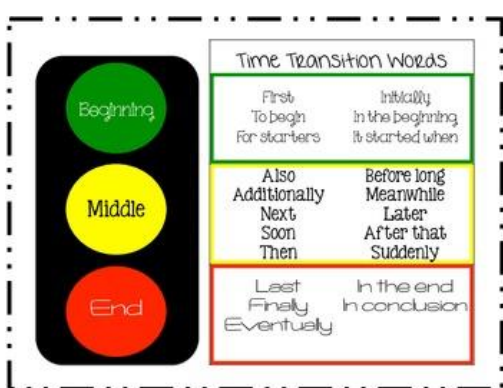 Time Transition Words
Beginning
First Initially
To begin In the beginning
For starters It started when
Middle
Also Before long
Additionally Meanwhile
Next Later
Soon After that
Then Suddenly
End
Last In the end
Finally In conclusion
Eventually